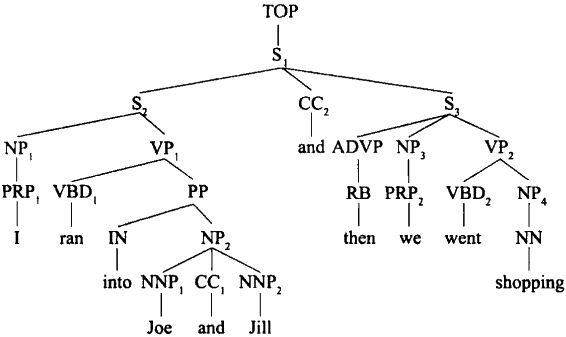 TOP
S1
S2 CC2 S3
and ADVP NP3 VP2
NP1 VP1
PRP1 VBD1 PP RB PRP2 VBD2 NP4
I ran IN NP2 then we went NN
into NNP1 CC1 NNP2 shopping
Joe and Jill